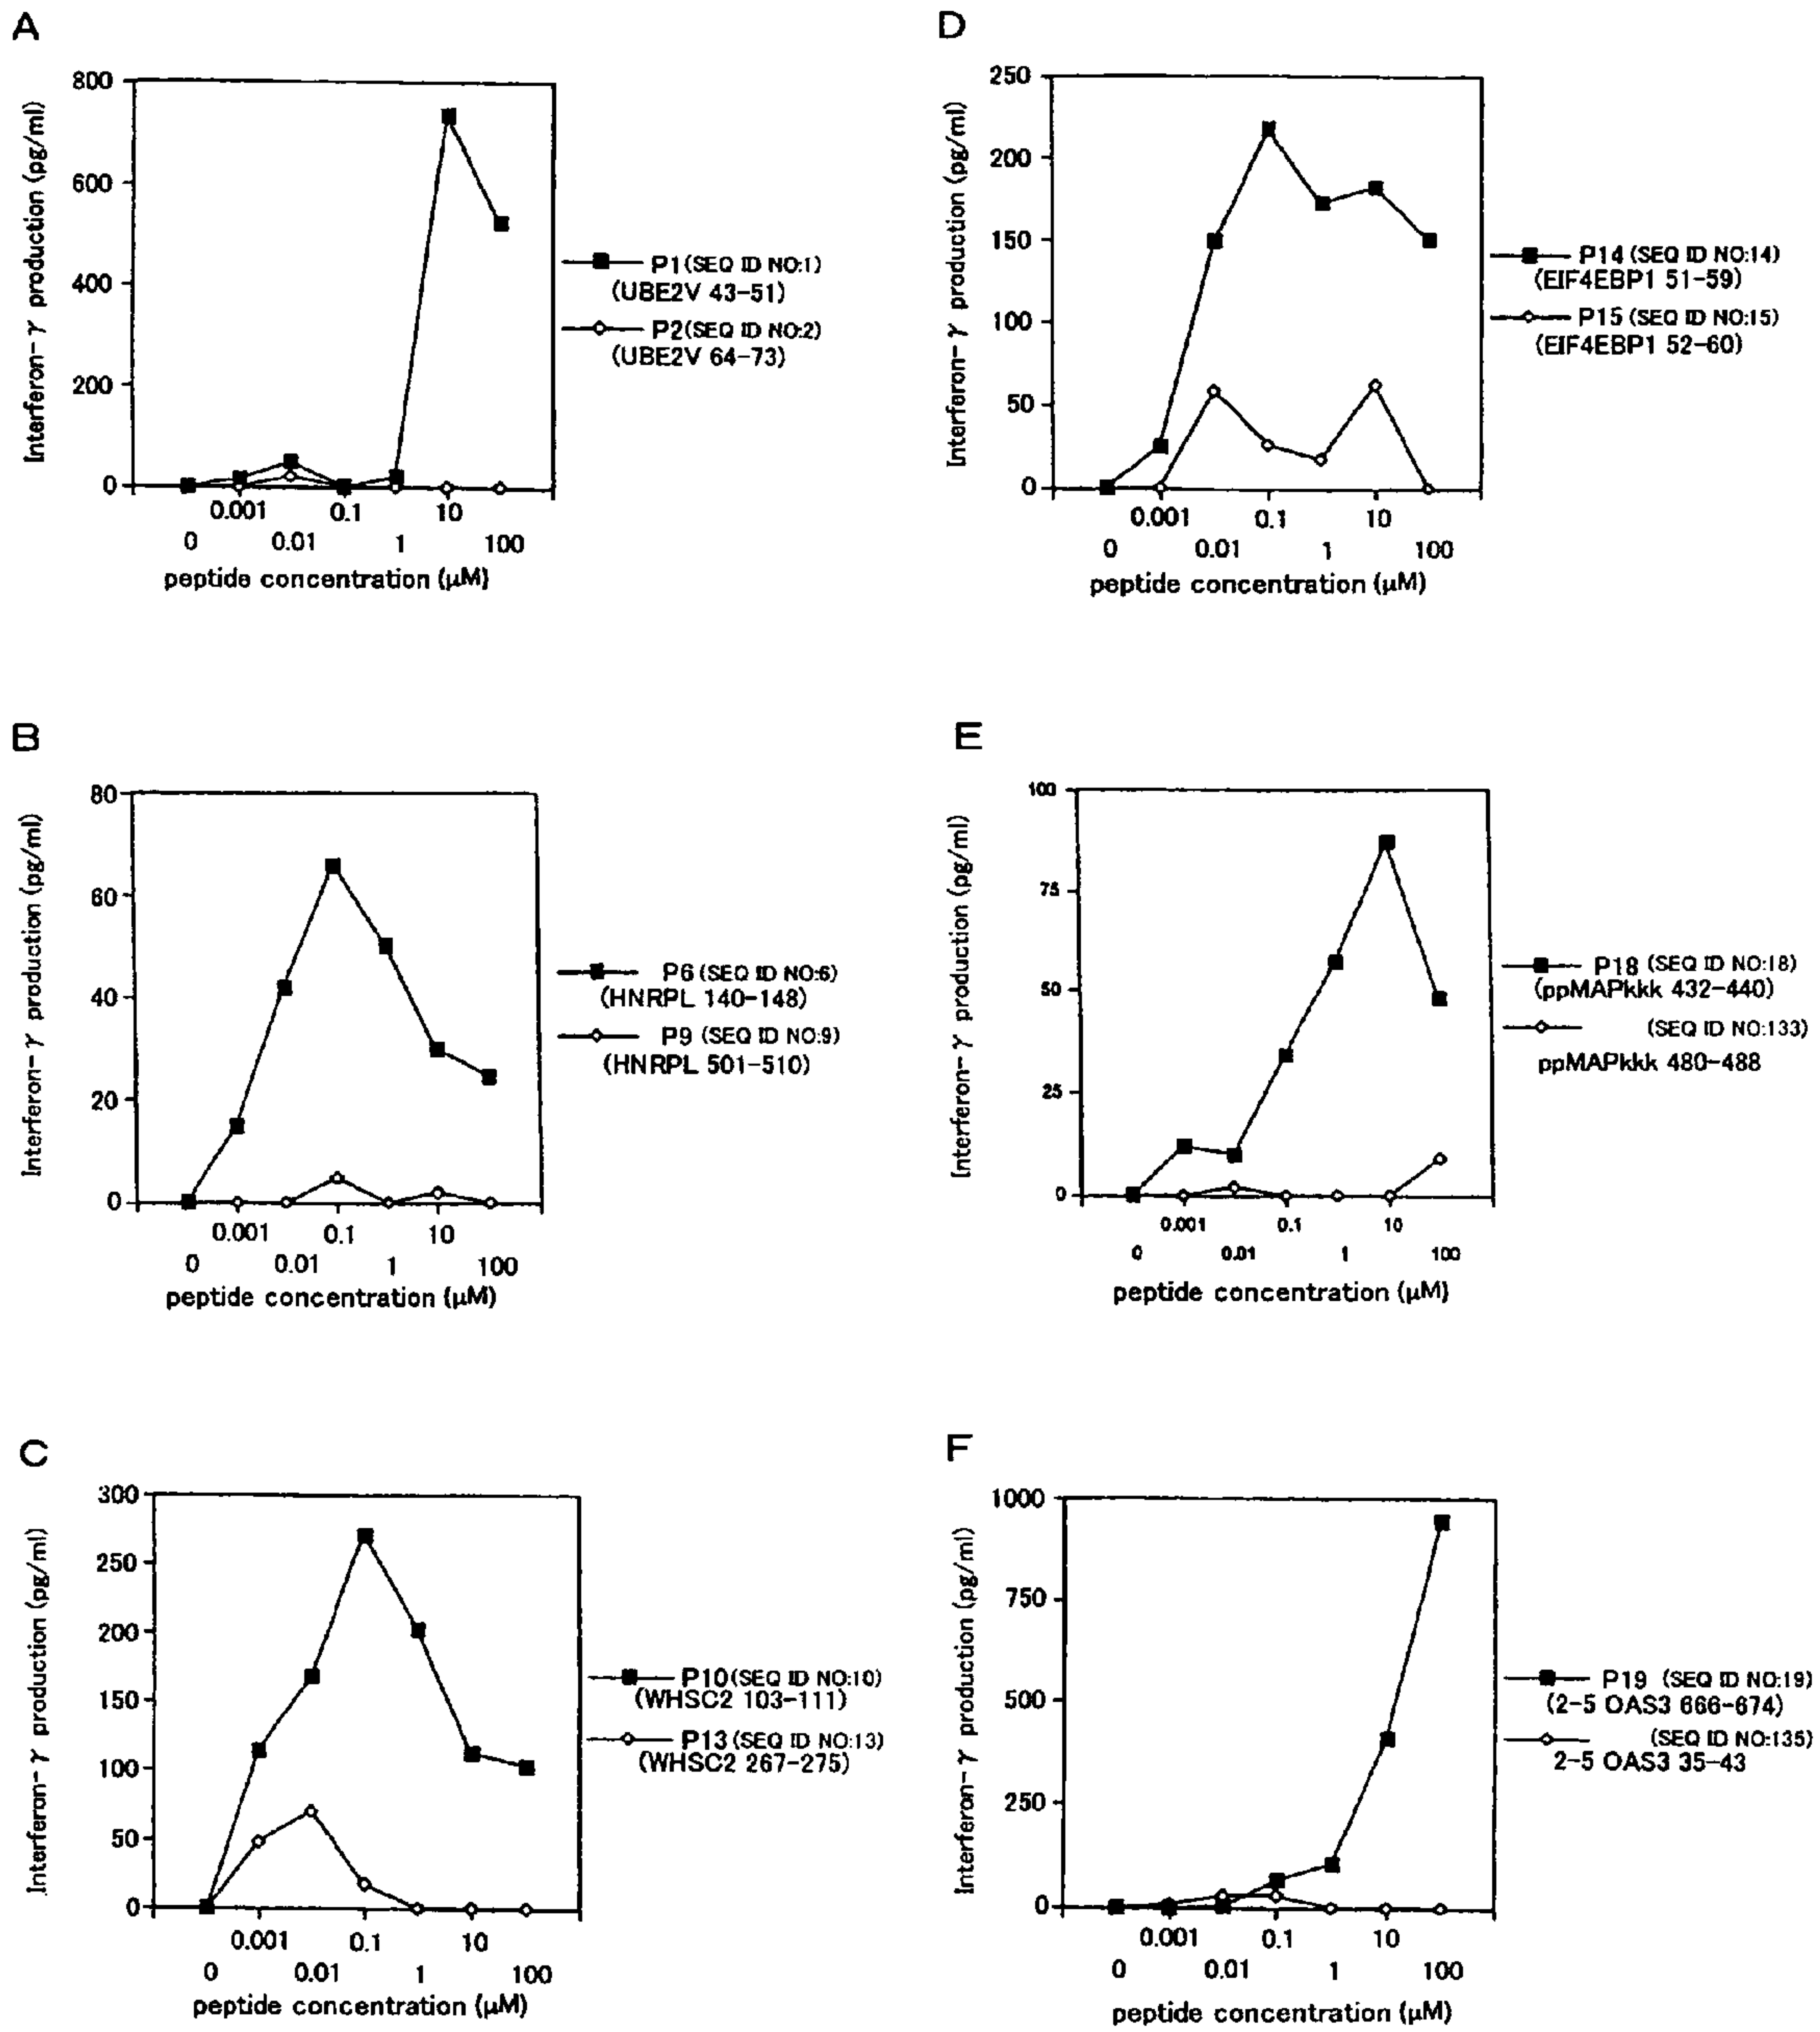 A
Interferon-γ production (pg/ml)
800
600
400
200
0
0.001 0.1 10
0 0.01 1 100
peptide concentration (μM)
P1 (SEQ ID NO:1)
(UBE2V 43-51)
P2 (SEQ ID NO:2)
(UBE2V 64-73)
D
Interferon-γ production (pg/ml)
250
200
150
100
50
0
0.001 0.1 10
0 0.01 1 100
peptide concentration (μM)
P14 (SEQ ID NO:14)
(EIF4EBP1 51-59)
P15 (SEQ ID NO:15)
(EIF4EBP1 52-60)
B
Interferon-γ production (pg/ml)
80
60
40
20
0
0.001 0.1 10
0 0.01 1 100
peptide concentration (μM)
P6 (SEQ ID NO:6)
(HNRPL 140-148)
P9 (SEQ ID NO:9)
(HNRPL 501-510)
E
Interferon-γ production (pg/ml)
100
75
50
25
0
0.001 0.1 10
0 0.01 1 100
peptide concentration (μM)
P18 (SEQ ID NO:18)
(ppMAPkkk 432-440)
(SEQ ID NO:133)
ppMAPkkk 480-488
C
Interferon-γ production (pg/ml)
300
250
200
150
100
50
0
0.001 0.1 10
0 0.01 1 100
peptide concentration (μM)
P10 (SEQ ID NO:10)
(WHSC2 103-111)
P13 (SEQ ID NO:13)
(WHSC2 267-275)
F
Interferon-γ production (pg/ml)
1000
750
500
250
0
0.001 0.1 10
0 0.01 1 100
peptide concentration (μM)
P19 (SEQ ID NO:19)
(2-5 OAS3 666-674)
(SEQ ID NO:135)
2-5 OAS3 35-43